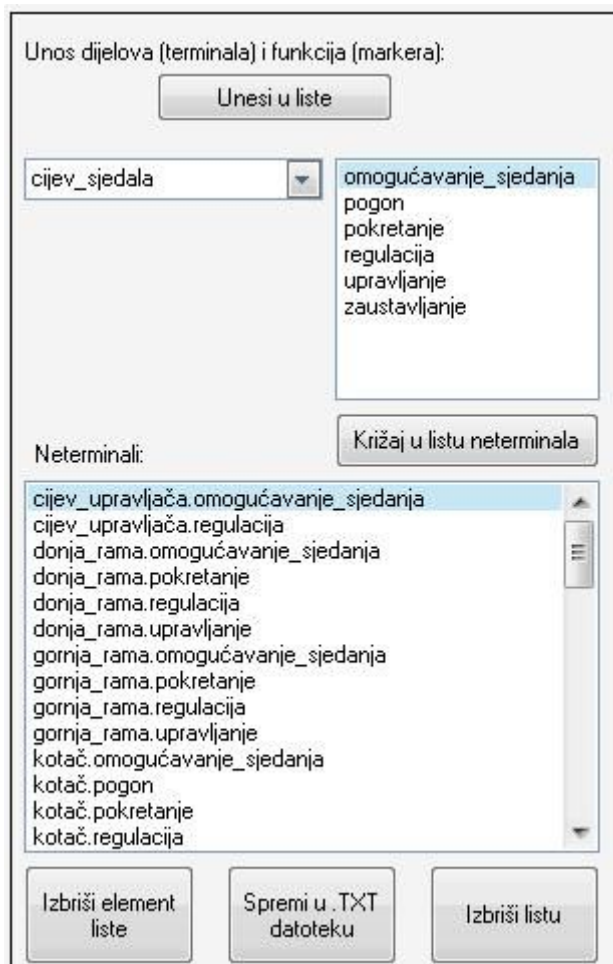 Unos dijelova (terminala) i funkcija (markera):
Unesi u liste
cijev_sjedala
omogućavanje_sjedanja
pogon
pokretanje
regulacija
upravljanje
zaustavljanje
Križaj u listu neterminala
Neterminali:
cijev_upravljača.omogućavanje_sjedanja
cijev_upravljača.regulacija
donja_rama.omogućavanje_sjedanja
donja_rama.pokretanje
donja_rama.regulacija
donja_rama.upravljanje
gornja_rama.omogućavanje_sjedanja
gornja_rama.pokretanje
gornja_rama.regulacija
gornja_rama.upravljanje
kotač.omogućavanje_sjedanja
kotač.pogon
kotač.pokretanje
kotač.regulacija
Izbriši element
liste
Spremi u .TXT
datoteku
Izbriši listu